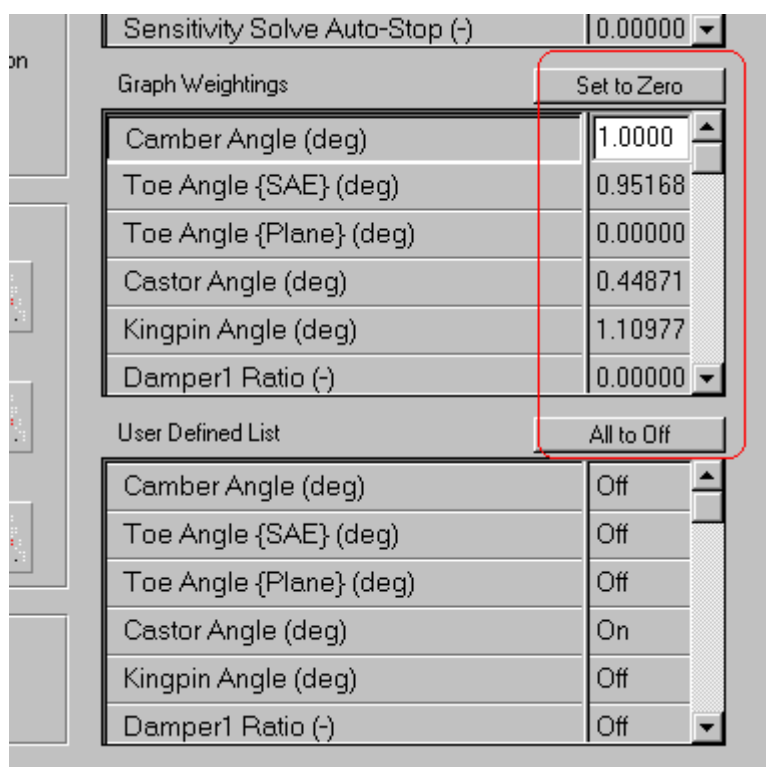 Sensitivity Solve Auto-Stop (-) 0.00000
on
Graph Weightings Set to Zero
Camber Angle (deg) 1.0000
Toe Angle {SAE} (deg) 0.95168
Toe Angle {Plane} (deg) 0.00000
Castor Angle (deg) 0.44871
Kingpin Angle (deg) 1.10977
Damper1 Ratio (-) 0.00000
User Defined List All to Off
Camber Angle (deg) Off
Toe Angle {SAE} (deg) Off
Toe Angle {Plane} (deg) Off
Castor Angle (deg) On
Kingpin Angle (deg) Off
Damper1 Ratio (-) Off